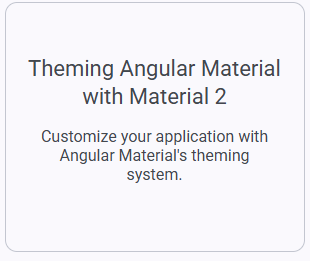 Theming Angular Material
with Material 2
Customize your application with
Angular Material's theming
system.